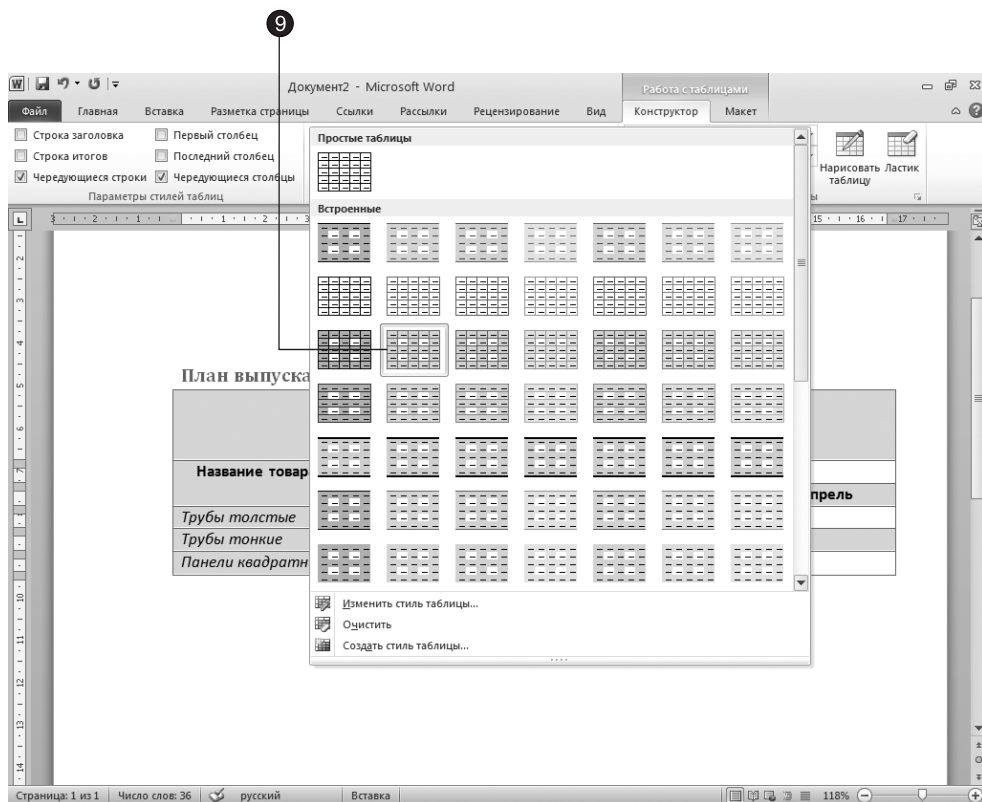 9
Документ2 - Microsoft Word
Работа с таблицами
Файл Главная Вставка Разметка страницы Ссылки Рассылки Рецензирование Вид Конструктор Макет
Строка заголовка Первый столбец
Строка итогов Последний столбец
Чередующиеся строки Чередующиеся столбцы
Параметры стилей таблиц
Простые таблицы
Встроенные
Нарисовать таблицу
Ластик
План выпуска
Название товар
прель
Трубы толстые
Трубы тонкие
Панели квадратн
Изменить стиль таблицы...
Очистить
Создать стиль таблицы...
Страница: 1 из 1 Число слов: 36 русский Вставка 118%